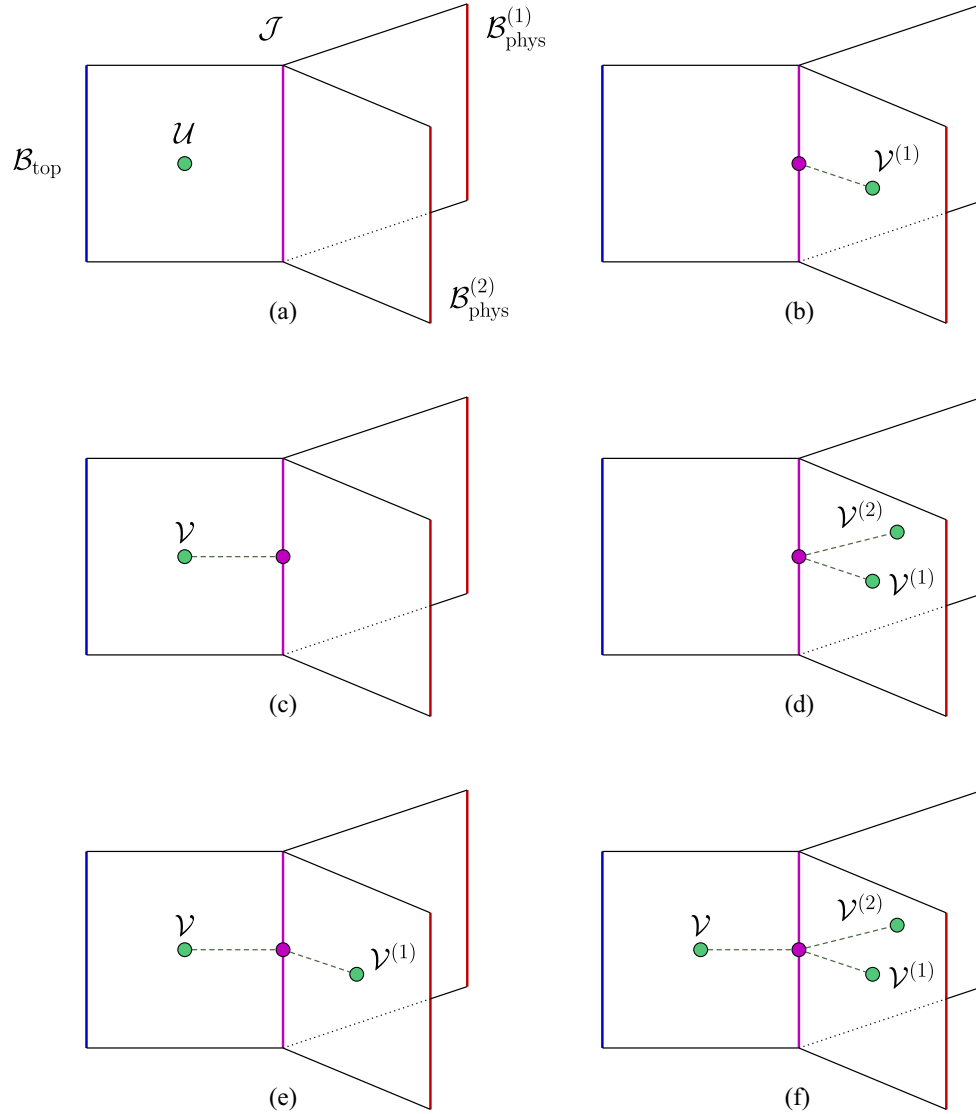 𝒥
ℬ_phys^(1)
𝒰
ℬ_top
ℬ_phys^(2)
(a)
𝒱^(1)
(b)
𝒱
(c)
𝒱^(2)
𝒱^(1)
(d)
𝒱
𝒱^(1)
(e)
𝒱
𝒱^(2)
𝒱^(1)
(f)